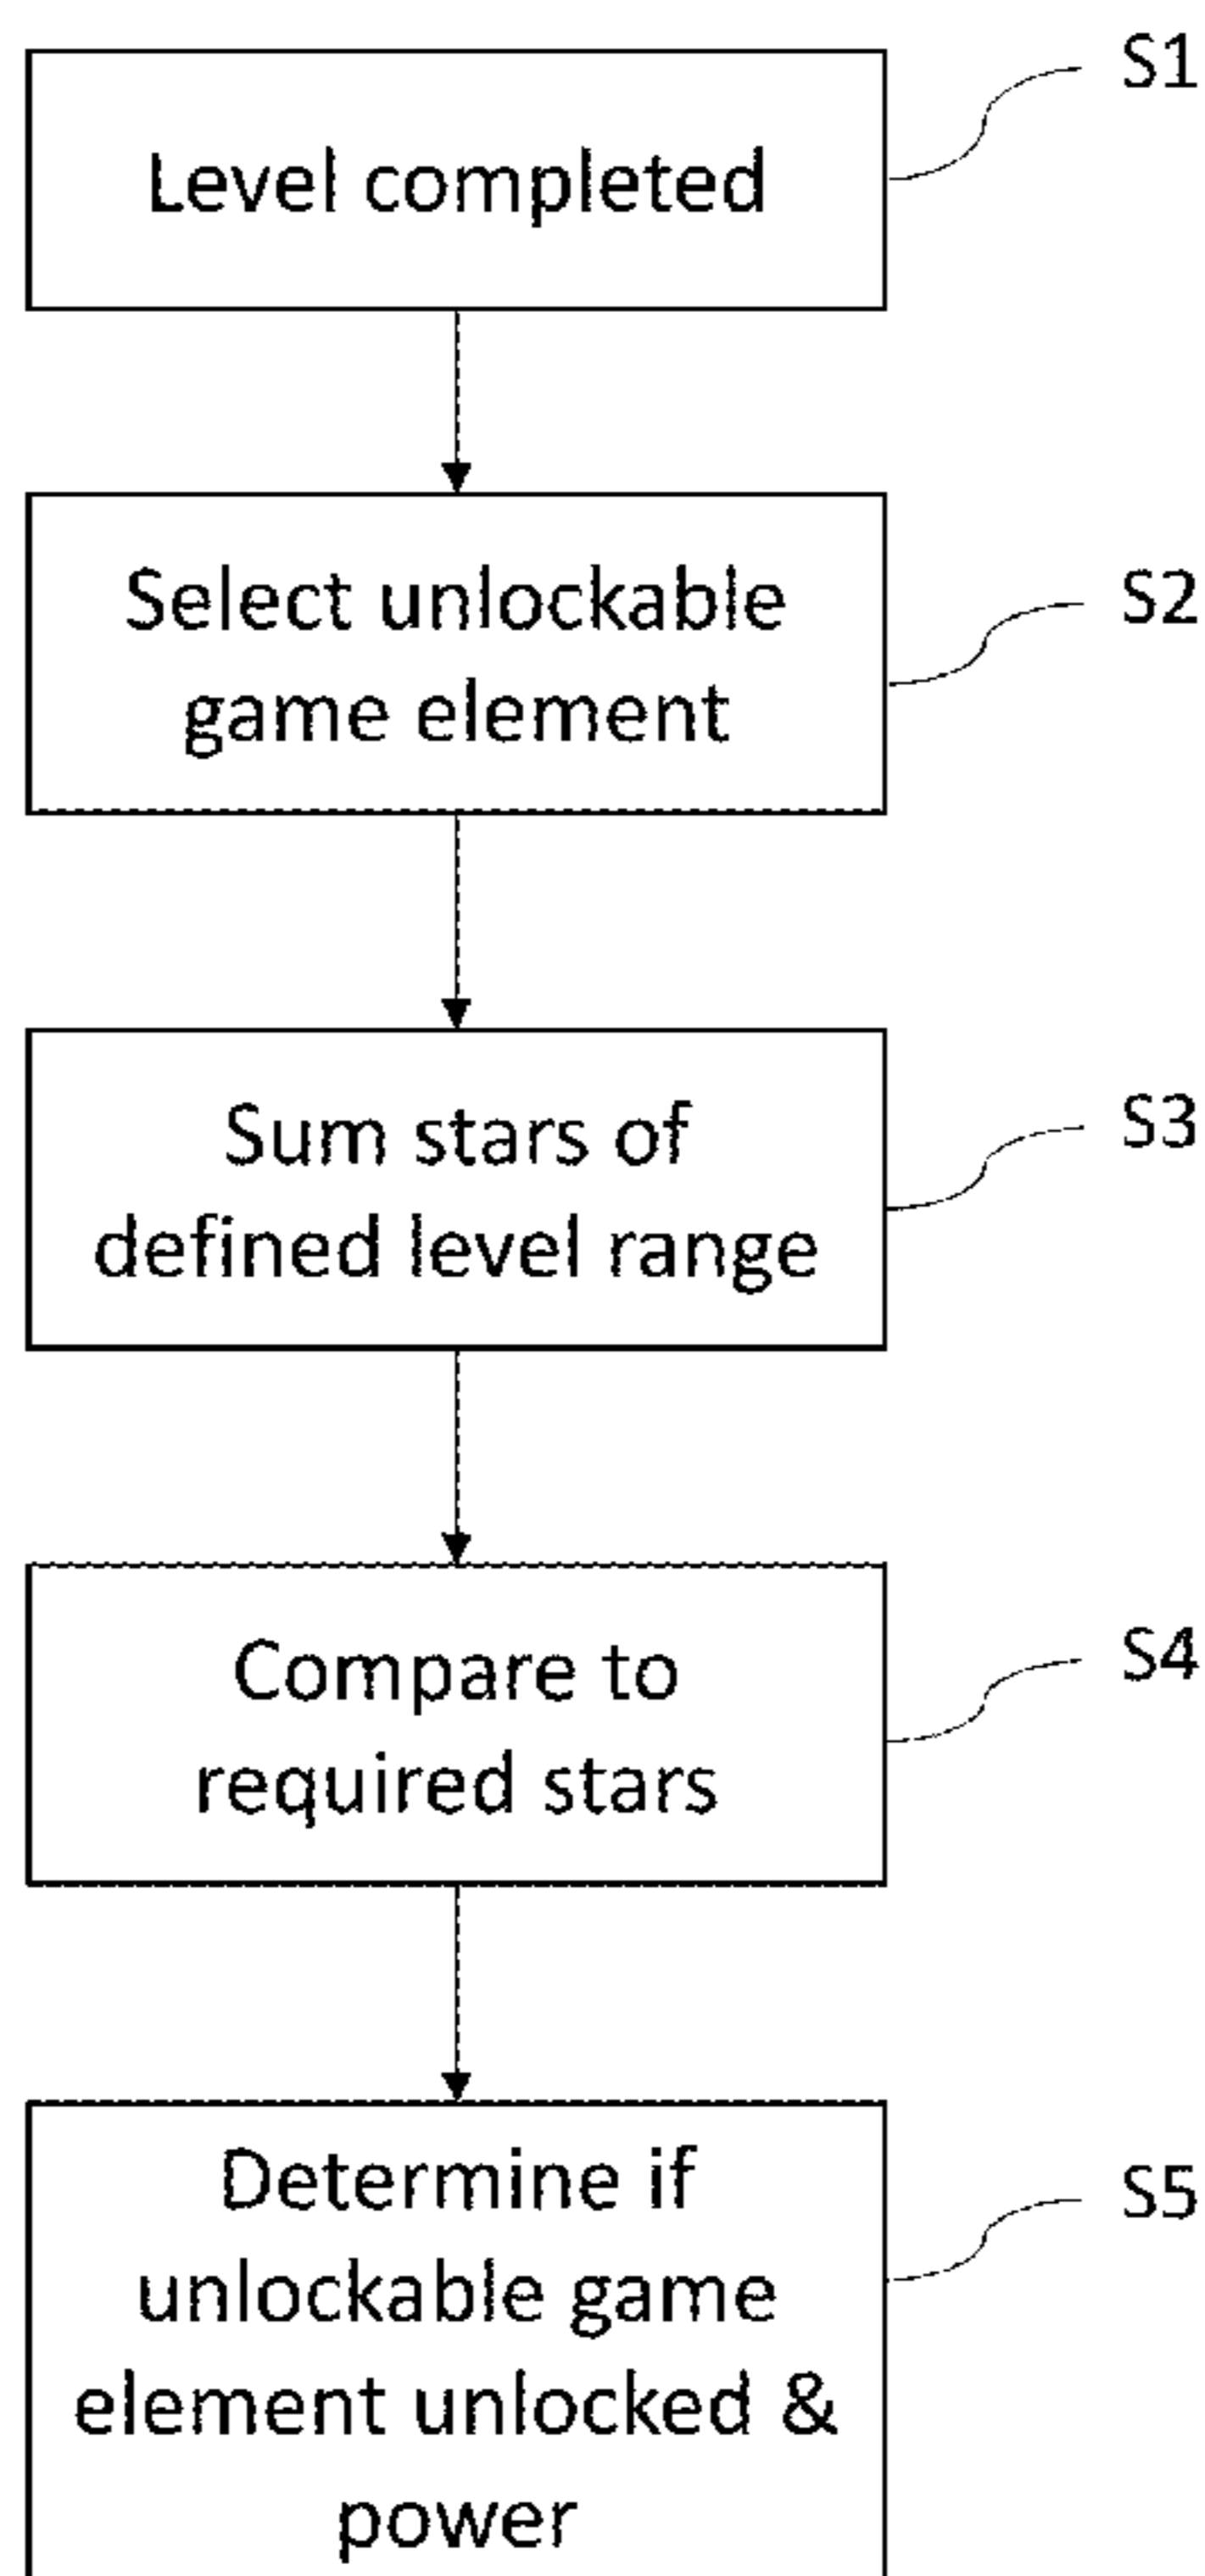 Level completed
S1
Select unlockable
game element
S2
Sum stars of
defined level range
S3
Compare to
required stars
S4
Determine if
unlockable game
element unlocked &
power
S5